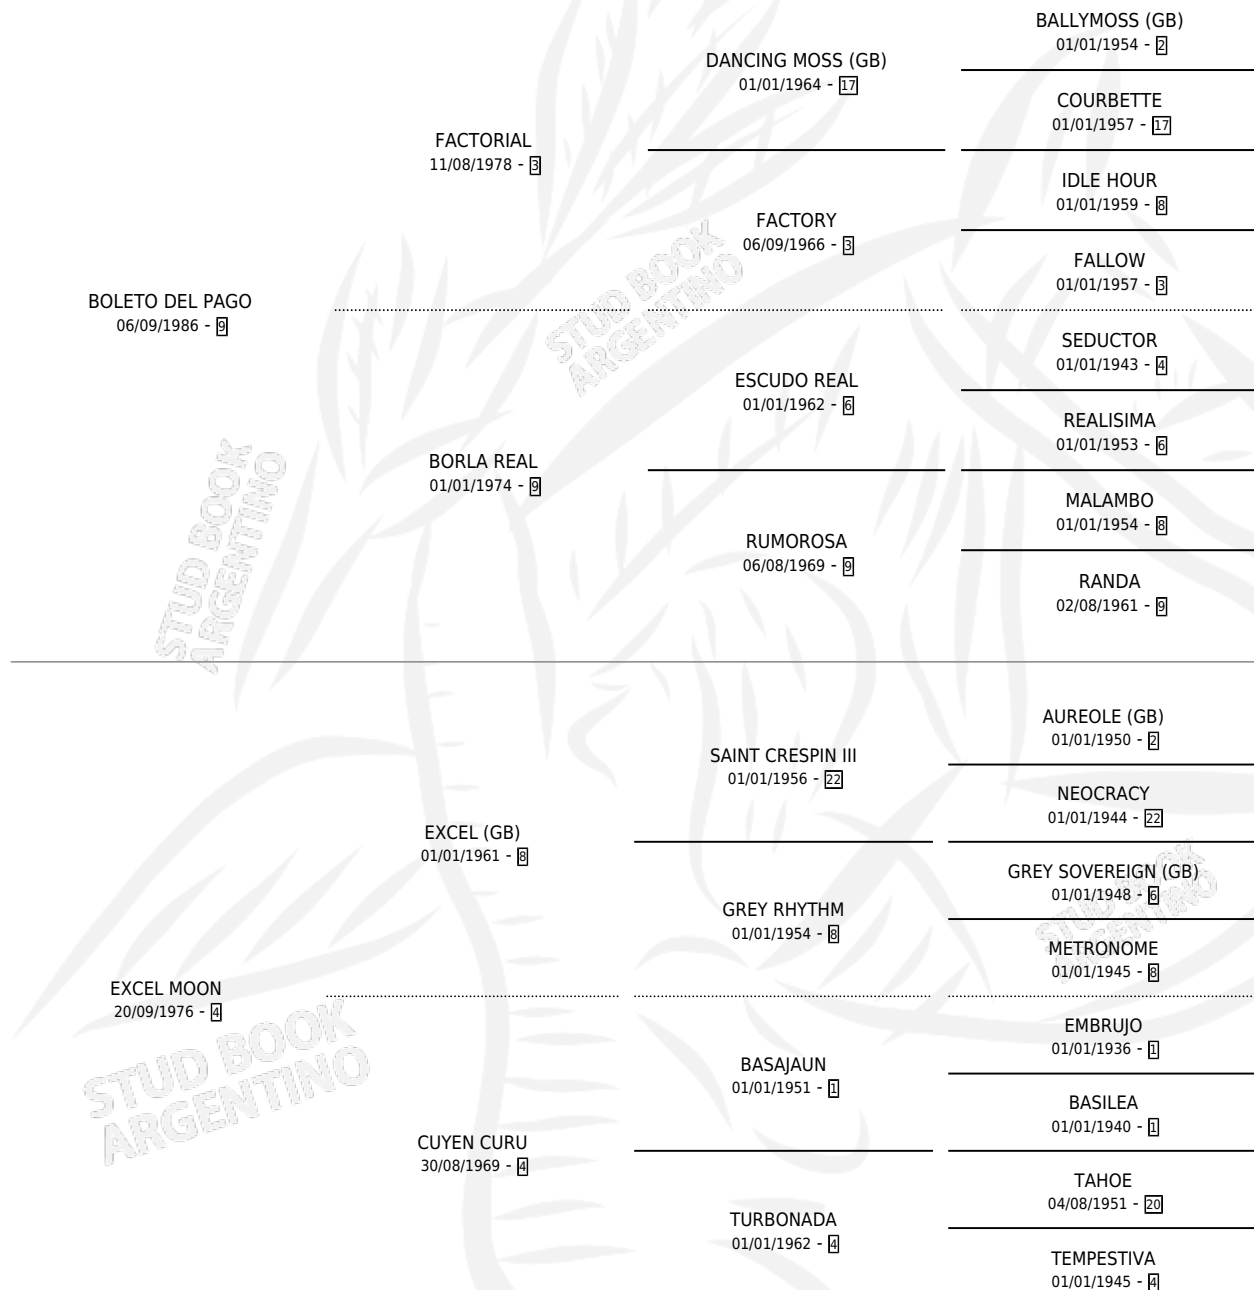 BALLYMOSS (GB)
01/01/1954 - 2
DANCING MOSS (GB)
01/01/1964 - 17
COURBETTE
01/01/1957 - 17
FACTORIAL
11/08/1978 - 3
IDLE HOUR
01/01/1959 - 8
FACTORY
06/09/1966 - 3
FALLOW
01/01/1957 - 3
BOLETO DEL PAGO
06/09/1986 - 9
SEDUCTOR
01/01/1943 - 4
ESCUDO REAL
01/01/1962 - 6
REALISIMA
01/01/1953 - 6
BORLA REAL
01/01/1974 - 9
MALAMBO
01/01/1954 - 8
RUMOROSA
06/08/1969 - 9
RANDA
02/08/1961 - 9
AUREOLE (GB)
01/01/1950 - 2
SAINT CRESPIN III
01/01/1956 - 22
NEOCRACY
01/01/1944 - 22
EXCEL (GB)
01/01/1961 - 8
GREY SOVEREIGN (GB)
01/01/1948 - 6
GREY RHYTHM
01/01/1954 - 8
METRONOME
01/01/1945 - 8
EXCEL MOON
20/09/1976 - 4
EMBRUJO
01/01/1936 - 1
BASAJAUN
01/01/1951 - 1
BASILEA
01/01/1940 - 1
CUYEN CURU
30/08/1969 - 4
TAHOE
04/08/1951 - 20
TURBONADA
01/01/1962 - 4
TEMPESTIVA
01/01/1945 - 4
STUD BOOK
ARGENTINO
STUD BOOK
ARGENTINO
STUD BOOK
ARGENTINO
STUD BOOK
ARGENTINO